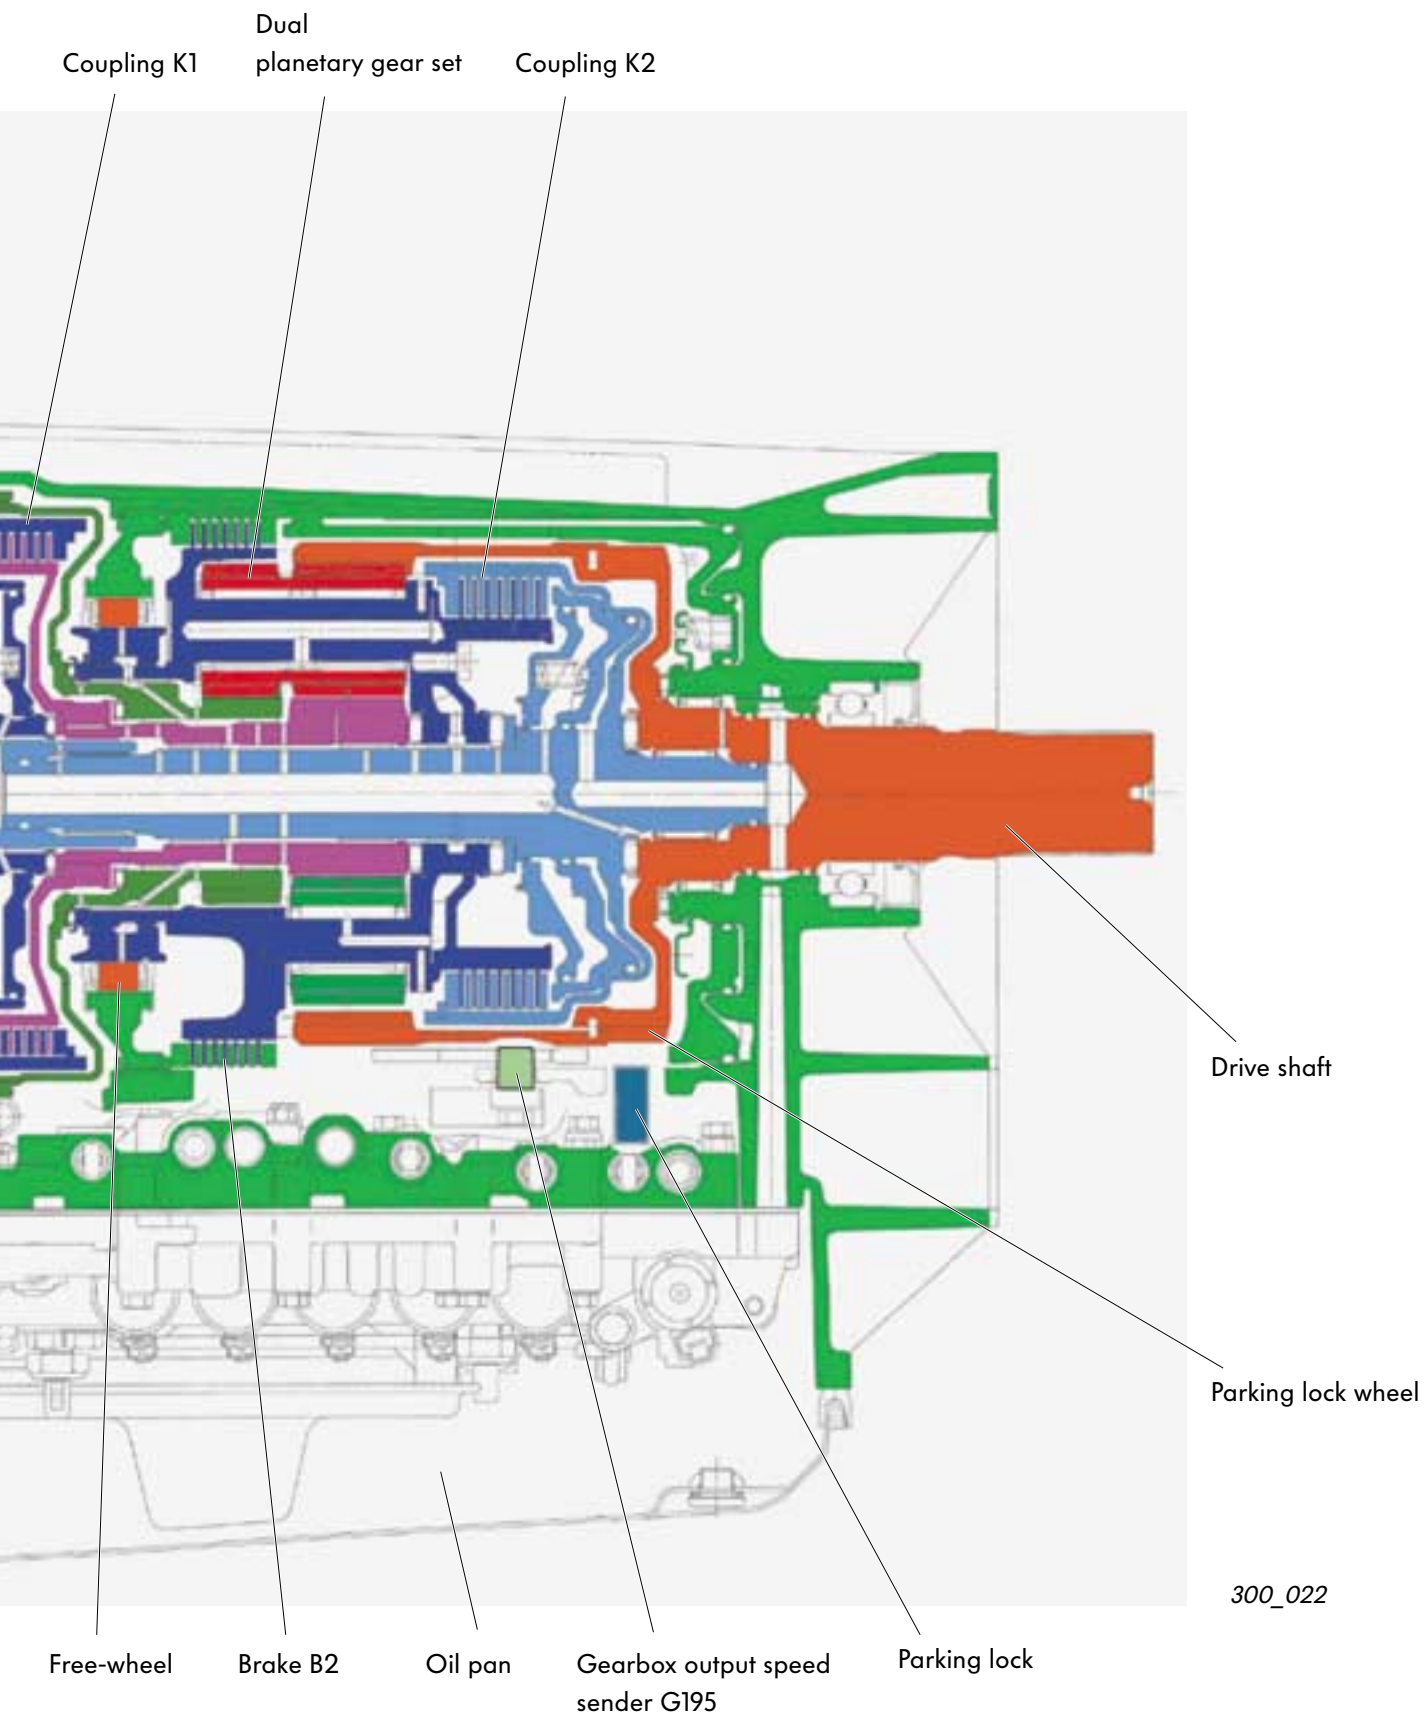 Dual
Coupling K1
planetary gear set
Coupling K2
Drive shaft
Parking lock wheel
300_022
Free-wheel
Brake B2
Oil pan
Gearbox output speed
sender G195
Parking lock